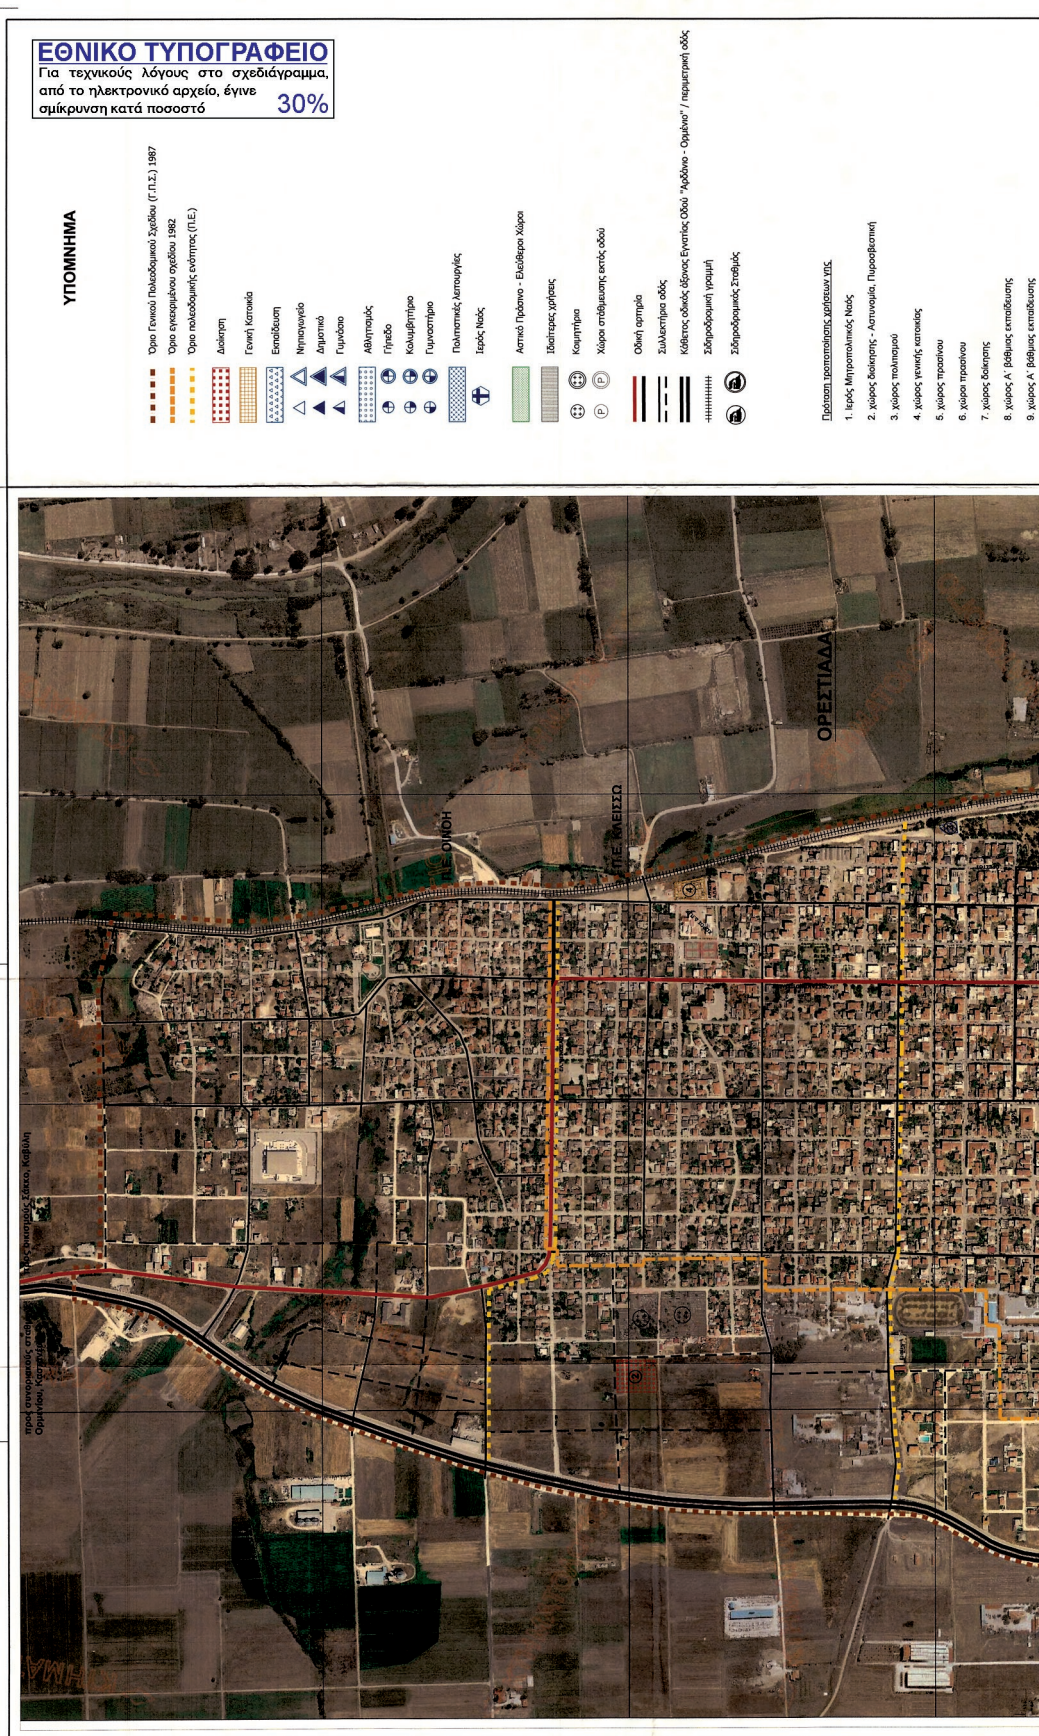 ΕΘΝΙΚΟ ΤΥΠΟΓΡΑΦΕΙΟ
Για τεχνικούς λόγους στο σχεδιάγραμμα,
από το ηλεκτρονικό αρχείο, έγινε
σμίκρυνση κατά ποσοστό 30%
ΥΠΟΜΝΗΜΑ
Όριο Γενικού Πολεοδομικού Σχεδίου (Γ.Π.Σ.) 1987
Όριο εγκεκριμένου σχεδίου 1982
Όριο πολεοδομικής ενότητας (Π.Ε.)
Διοίκηση
Γενική Κατοικία
Εκπαίδευση
Νηπιαγωγείο
Δημοτικό
Γυμνάσιο
Αθλητισμός
Γήπεδο
Κολυμβητήριο
Γυμναστήριο
Πολιτιστικές λειτουργίες
Ιερός Ναός
Αστικό Πράσινο - Ελεύθεροι Χώροι
Ιδιαίτερες χρήσεις
Κοιμητήρια
Χώροι στάθμευσης εκτός οδού
P P
Οδική αρτηρία
Συλλεκτήρια οδός
Κάθετος οδικός άξονας Εγνατίας Οδού "Αρδάνιο - Ορμένιο" / περιμετρική οδός
Σιδηροδρομική γραμμή
Σιδηροδρομικός Σταθμός
Πρόταση τροποποίησης χρήσεων γης
1. Ιερός Μητροπολιτικός Ναός
2. χώρος διοίκησης - Αστυνομία, Πυροσβεστική
3. χώρος πολιτισμού
4. χώρος γενικής κατοικίας
5. χώρος πρασίνου
6. χώροι πρασίνου
7. χώρος διοίκησης
8. χώρος Α' βάθμιας εκπαίδευσης
9. χώρος Α' βάθμιας εκπαίδευσης
ΟΡΕΣΤΙΑΔΑ
Π.Ε. ΟΙΝΟΗ
Π.Ε. ΚΛΕΙΣΣΩ
4
2